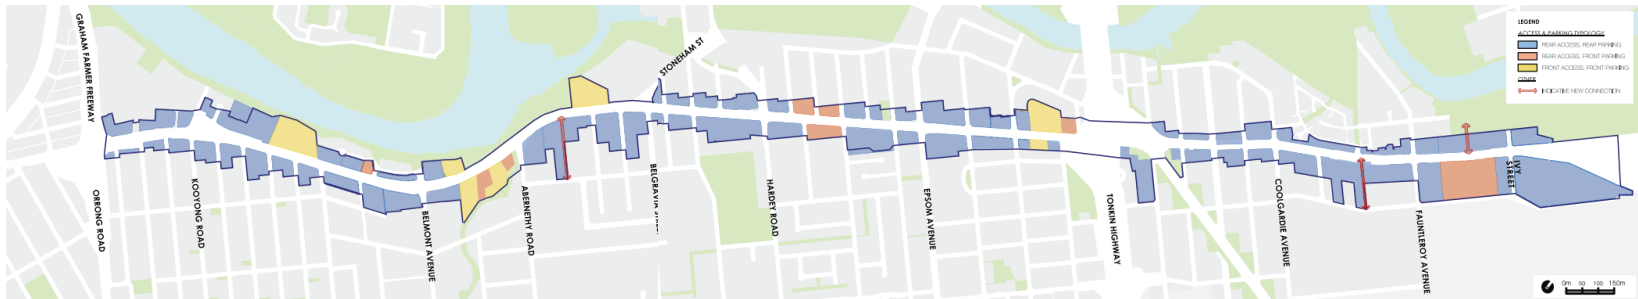 GRAHAM FARMER FREEWAY
ORRONG ROAD
KOOYONG ROAD
BELMONT AVENUE
ABERNETHY ROAD
STONEHAM ST
BELGRAVIA
HARDEY ROAD
EPSOM AVENUE
TONKIN HIGHWAY
COOLGARDIE AVENUE
FAUNTLEROY AVENUE
IVY
STREET
LEGEND
ACCESS & PARKING TYPOLOGY
REAR ACCESS, REAR PARKING
REAR ACCESS, FRONT PARKING
FRONT ACCESS, FRONT PARKING
OTHER
INDICATIVE NEW CONNECTION
0m 50 100 150m